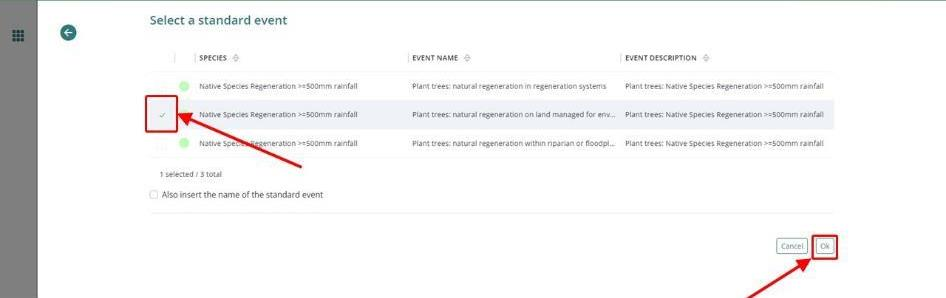 Select a standard event
SPECIES EVENT NAME EVENT DESCRIPTION
Native Species Regeneration >=500mm rainfall Plant trees: natural regeneration in regeneration systems Plant trees: Native Species Regeneration >=500mm rainfall
Native Species Regeneration >=500mm rainfall Plant trees: natural regeneration on land managed for env... Plant trees: Native Species Regeneration >=500mm rainfall
Native Species Regeneration >=500mm rainfall Plant trees: natural regeneration within riparian or floodpl... Plant trees: Native Species Regeneration >=500mm rainfall
1 selected / 3 total
Also insert the name of the standard event
Cancel Ok